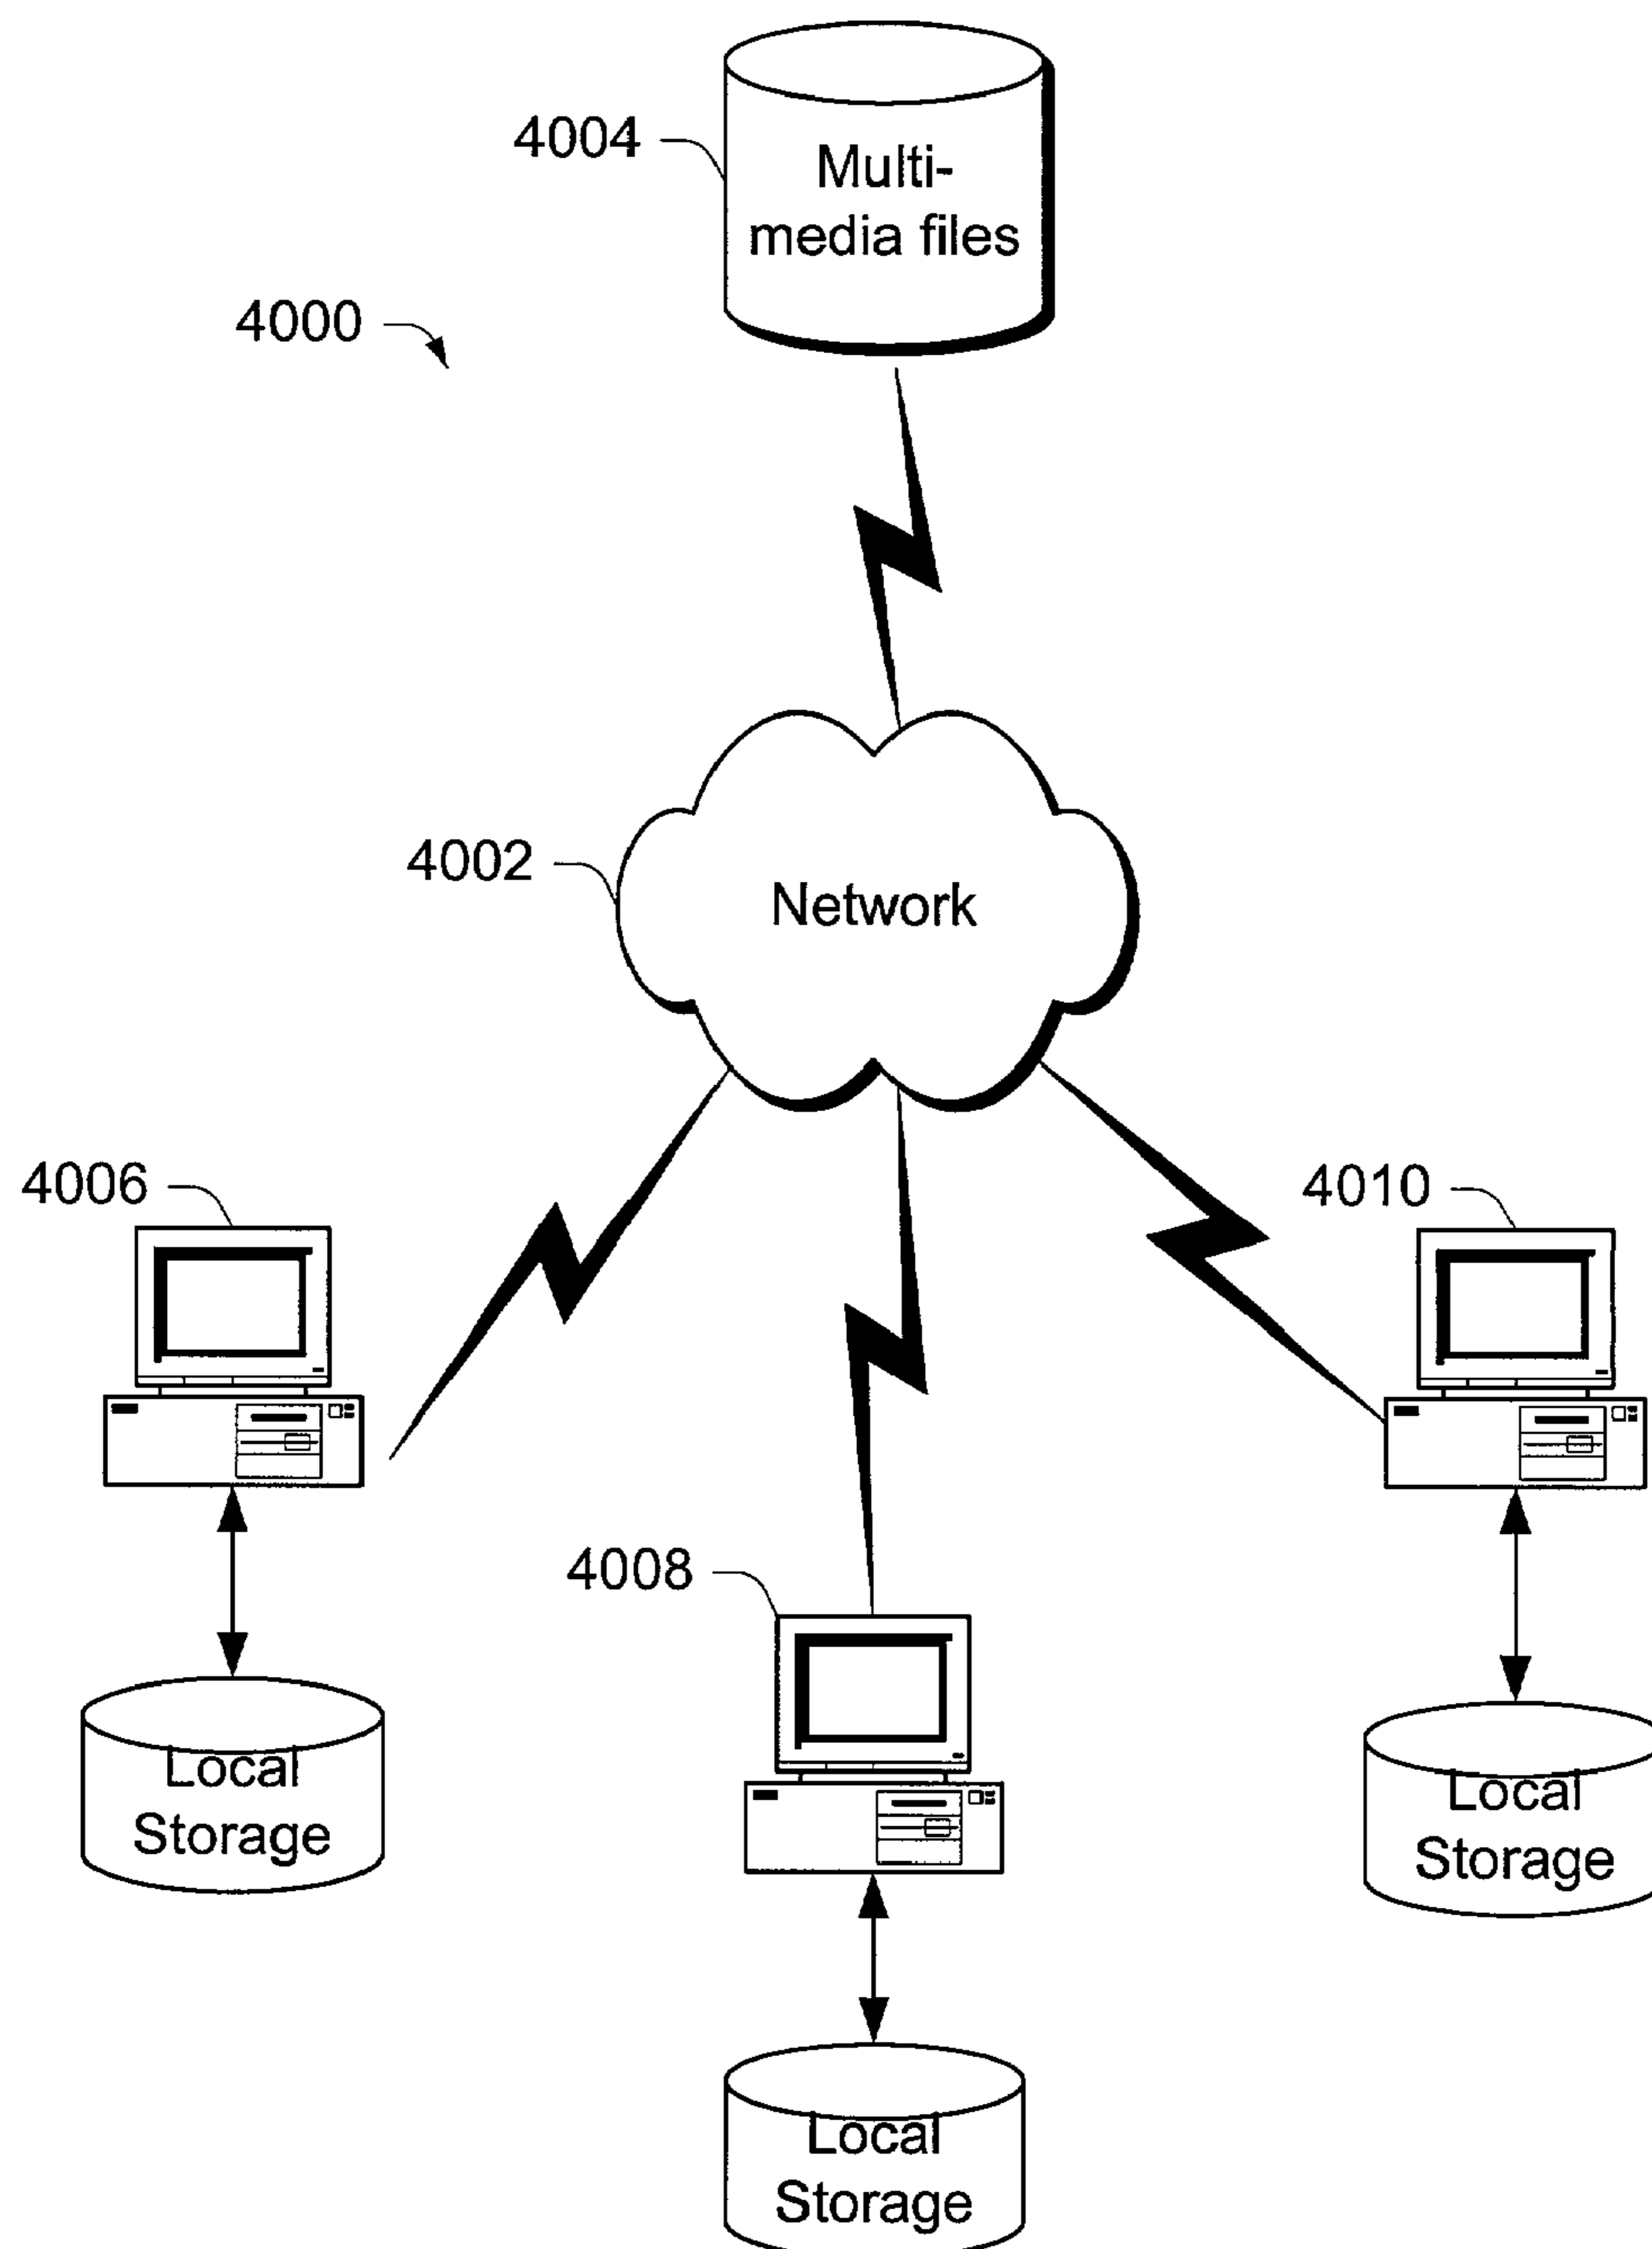 4004
Multi-
media files
4000
4002
Network
4006
4010
4008
Local
Storage
Local
Storage
Local
Storage